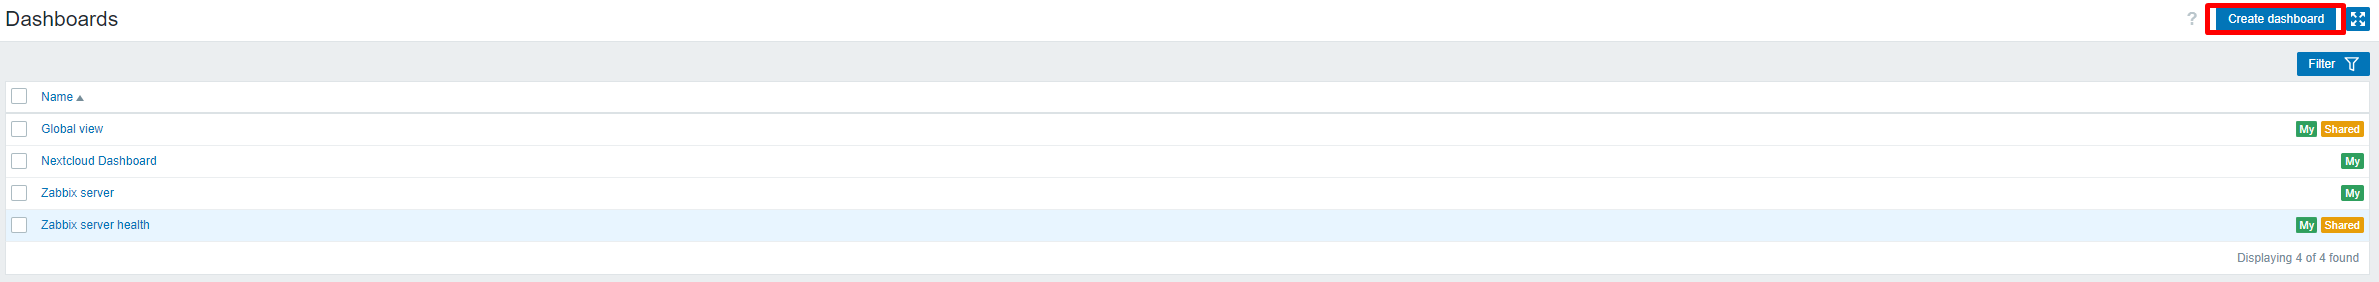 Dashboards
? Create dashboard
Filter
Name
Global view My Shared
Nextcloud Dashboard My
Zabbix server My
Zabbix server health My Shared
Displaying 4 of 4 found